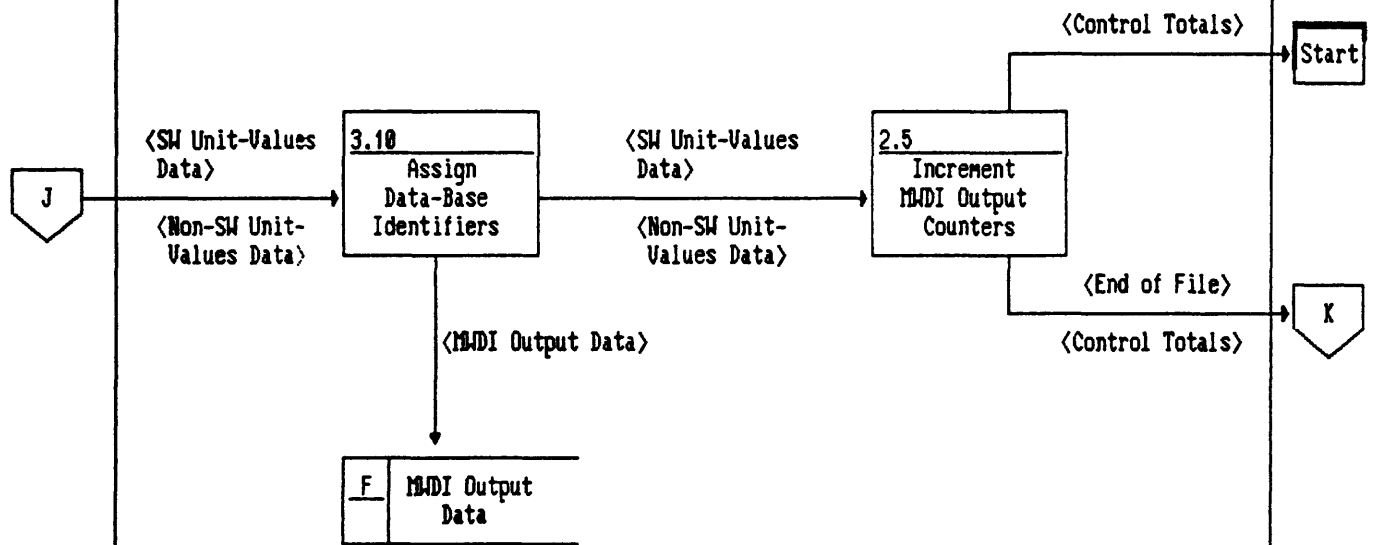 <Control Totals>
Start
J
<SW Unit-Values
Data>
<Non-SW Unit-
Values Data>
3.10
Assign
Data-Base
Identifiers
<SW Unit-Values
Data>
<Non-SW Unit-
Values Data>
2.5
Increment
MWDI Output
Counters
<End of File>
<Control Totals>
K
<MWDI Output Data>
F
MWDI Output
Data